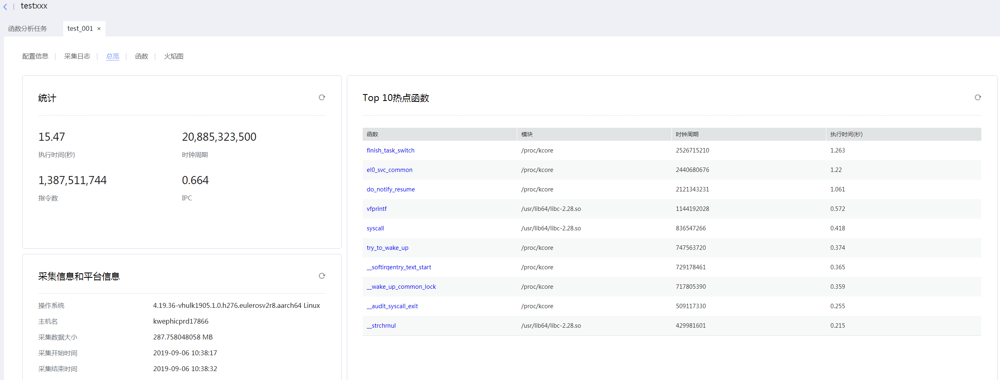 testxxx
函数分析任务 test_001 ×
配置信息 | 采集日志 | 总览 | 函数 | 火焰图
统计
15.47 20,885,323,500
执行时间(秒) 时钟周期
1,387,511,744 0.664
指令数 IPC
采集信息和平台信息
操作系统 4.19.36-vhulk1905.1.0.h276.eulerosv2r8.aarch64 Linux
主机名 kwephicprd17866
采集数据大小 287.758048058 MB
采集开始时间 2019-09-06 10:38:17
采集结束时间 2019-09-06 10:38:32
Top 10热点函数
函数 模块 时钟周期 执行时间(秒)
finish_task_switch /proc/kcore 2526715210 1.263
el0_svc_common /proc/kcore 2440680676 1.22
do_notify_resume /proc/kcore 2121343231 1.061
vfprintf /usr/lib64/libc-2.28.so 1144192028 0.572
syscall /usr/lib64/libc-2.28.so 836547266 0.418
try_to_wake_up /proc/kcore 747563720 0.374
__softirqentry_text_start /proc/kcore 729178461 0.365
__wake_up_common_lock /proc/kcore 717805390 0.359
__audit_syscall_exit /proc/kcore 509117330 0.255
__strchrnul /usr/lib64/libc-2.28.so 429981601 0.215